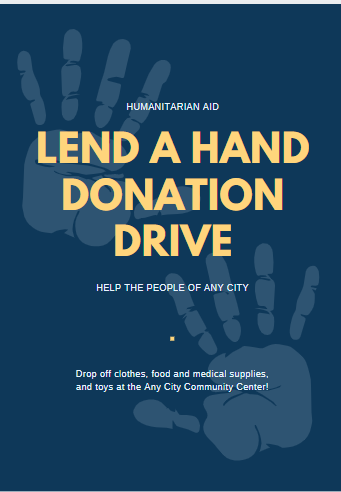 HUMANITARIAN AID
LEND A HAND
DONATION
DRIVE
HELP THE PEOPLE OF ANY CITY
Drop off clothes, food and medical supplies,
and toys at the Any City Community Center!